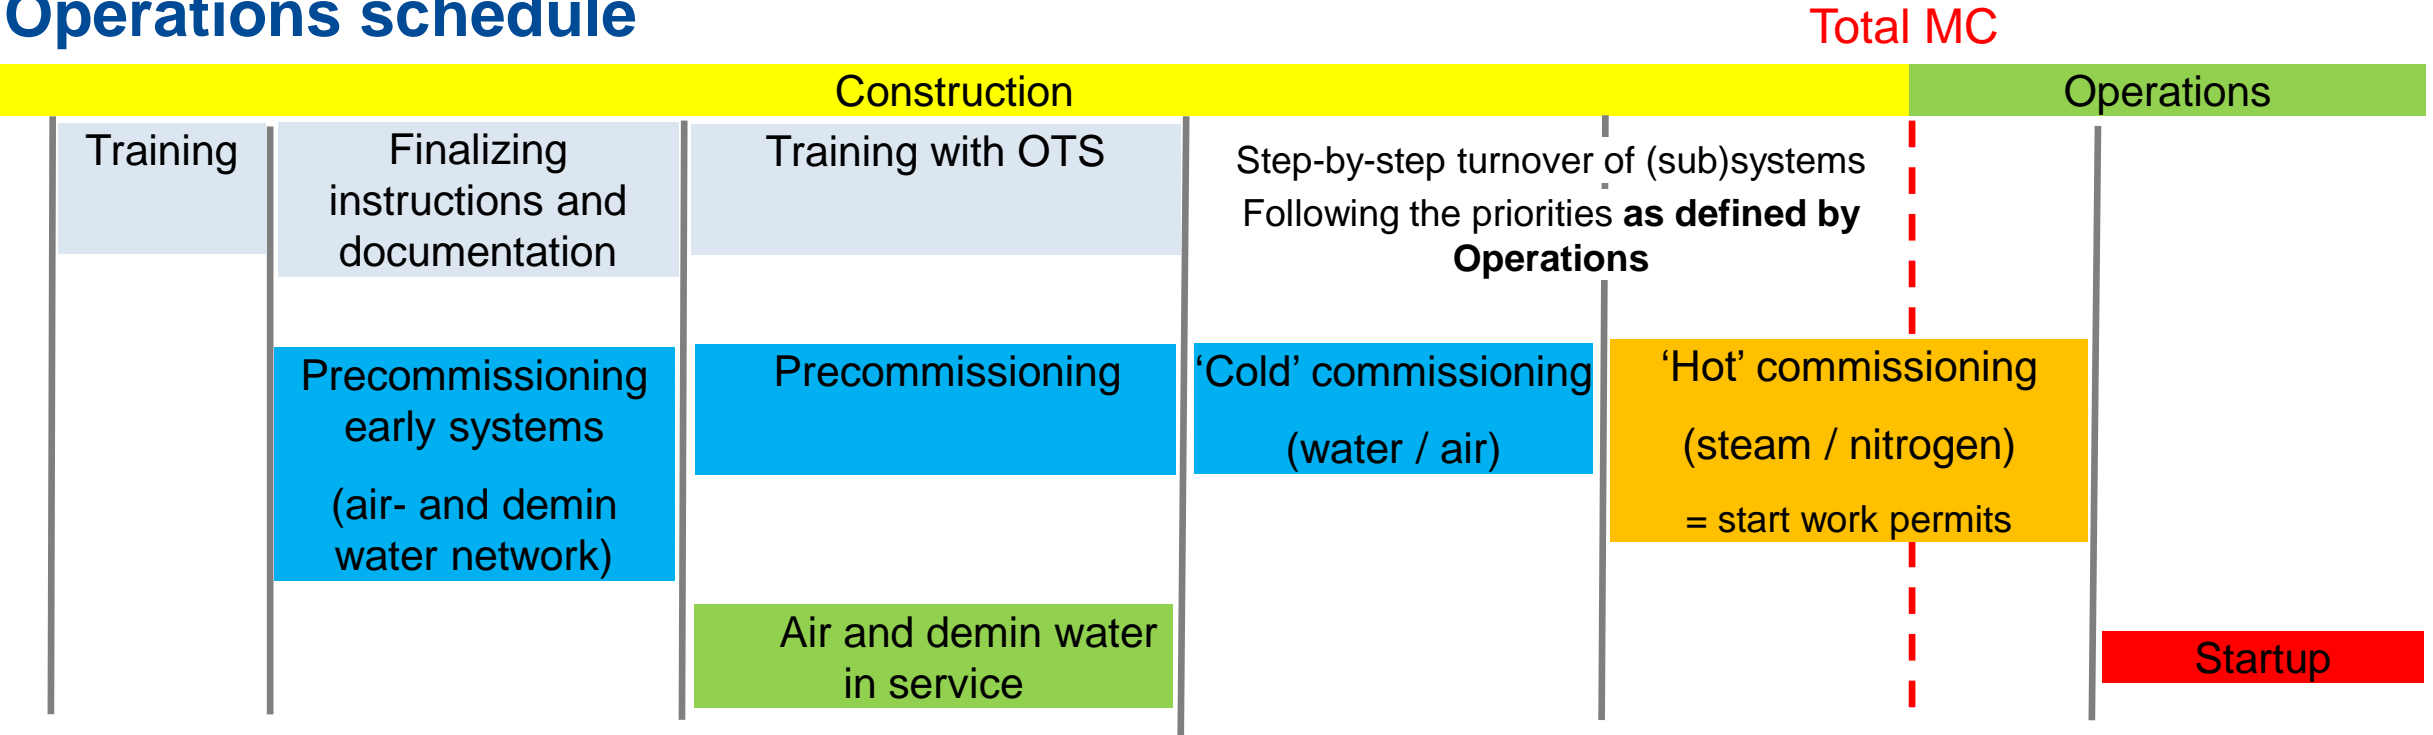 Operations schedule
Total MC
Construction
Operations
Training
Finalizing
instructions and
documentation
Training with OTS
Step-by-step turnover of (sub)systems
Following the priorities as defined by
Operations
Precommissioning
early systems
(air- and demin
water network)
Precommissioning
‘Cold’ commissioning
(water / air)
‘Hot’ commissioning
(steam / nitrogen)
= start work permits
Air and demin water
in service
Startup